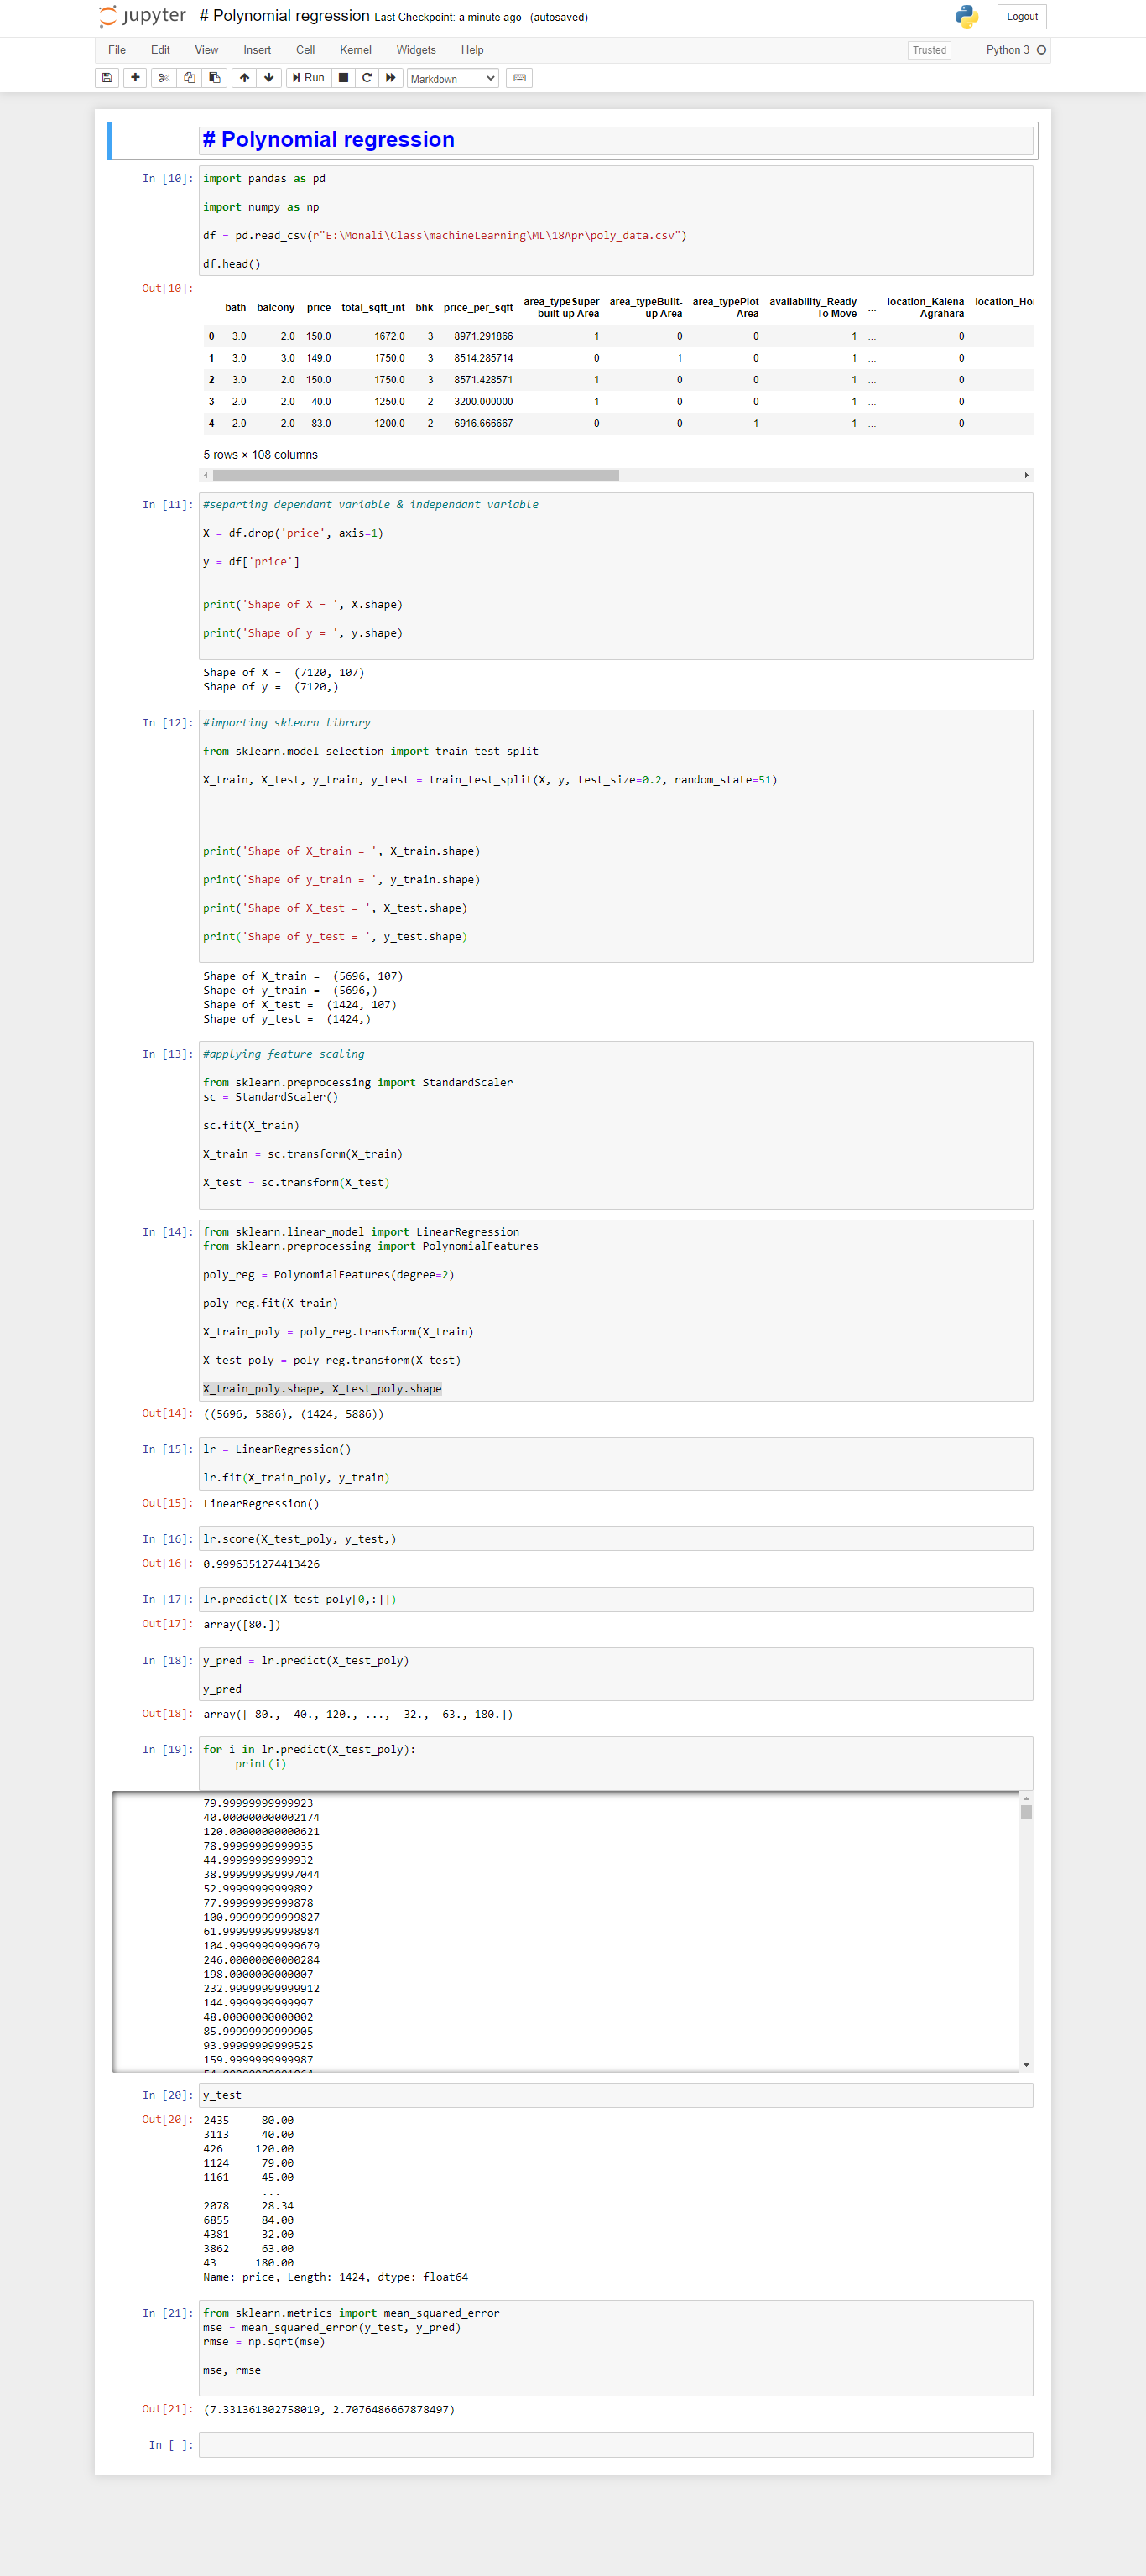 jupyter # Polynomial regression Last Checkpoint: a minute ago (autosaved) Logout
File Edit View Insert Cell Kernel Widgets Help Trusted Python 3
Run Markdown
# Polynomial regression
In [10]: import pandas as pd
import numpy as np
df = pd.read_csv(r"E:\Monali\Class\machineLearning\ML\18Apr\poly_data.csv")
df.head()
Out[10]:
bath balcony price total_sqft_int bhk price_per_sqft area_typeSuper built-up Area area_typeBuilt-up Area area_typePlot Area availability_Ready To Move ... location_Kalena Agrahara location_Ho
0 3.0 2.0 150.0 1672.0 3 8971.291866 1 0 0 1 ... 0
1 3.0 3.0 149.0 1750.0 3 8514.285714 0 1 0 1 ... 0
2 3.0 2.0 150.0 1750.0 3 8571.428571 1 0 0 1 ... 0
3 2.0 2.0 40.0 1250.0 2 3200.000000 1 0 0 1 ... 0
4 2.0 2.0 83.0 1200.0 2 6916.666667 0 0 1 1 ... 0
5 rows × 108 columns
In [11]: #separting dependant variable & independant variable
X = df.drop('price', axis=1)
y = df['price']
print('Shape of X = ', X.shape)
print('Shape of y = ', y.shape)
Shape of X =  (7120, 107)
Shape of y =  (7120,)
In [12]: #importing sklearn library
from sklearn.model_selection import train_test_split
X_train, X_test, y_train, y_test = train_test_split(X, y, test_size=0.2, random_state=51)
print('Shape of X_train = ', X_train.shape)
print('Shape of y_train = ', y_train.shape)
print('Shape of X_test = ', X_test.shape)
print('Shape of y_test = ', y_test.shape)
Shape of X_train =  (5696, 107)
Shape of y_train =  (5696,)
Shape of X_test =  (1424, 107)
Shape of y_test =  (1424,)
In [13]: #applying feature scaling
from sklearn.preprocessing import StandardScaler
sc = StandardScaler()
sc.fit(X_train)
X_train = sc.transform(X_train)
X_test = sc.transform(X_test)
In [14]: from sklearn.linear_model import LinearRegression
from sklearn.preprocessing import PolynomialFeatures
poly_reg = PolynomialFeatures(degree=2)
poly_reg.fit(X_train)
X_train_poly = poly_reg.transform(X_train)
X_test_poly = poly_reg.transform(X_test)
X_train_poly.shape, X_test_poly.shape
Out[14]: ((5696, 5886), (1424, 5886))
In [15]: lr = LinearRegression()
lr.fit(X_train_poly, y_train)
Out[15]: LinearRegression()
In [16]: lr.score(X_test_poly, y_test,)
Out[16]: 0.9996351274413426
In [17]: lr.predict([X_test_poly[0,:]])
Out[17]: array([80.])
In [18]: y_pred = lr.predict(X_test_poly)
y_pred
Out[18]: array([ 80.,  40., 120., ...,  32.,  63., 180.])
In [19]: for i in lr.predict(X_test_poly):
print(i)
79.99999999999923
40.000000000002174
120.00000000000621
78.99999999999935
44.99999999999932
38.999999999997044
52.99999999999892
77.99999999999878
100.99999999999827
61.999999999998984
104.99999999999679
246.00000000000284
198.0000000000007
232.99999999999912
144.9999999999997
48.00000000000002
85.99999999999905
93.99999999999525
159.9999999999987
In [20]: y_test
Out[20]: 2435 80.00
3113 40.00
426 120.00
1124 79.00
1161 45.00
...
2078 28.34
6855 84.00
4381 32.00
3862 63.00
43 180.00
Name: price, Length: 1424, dtype: float64
In [21]: from sklearn.metrics import mean_squared_error
mse = mean_squared_error(y_test, y_pred)
rmse = np.sqrt(mse)
mse, rmse
Out[21]: (7.331361302758019, 2.7076486667878497)
In [ ]: